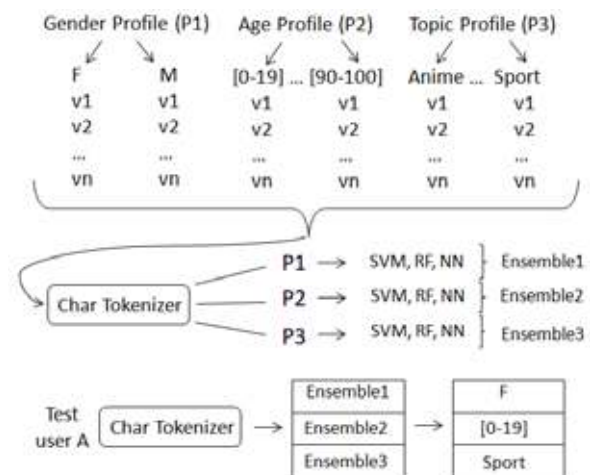 Gender Profile (P1) Age Profile (P2) Topic Profile (P3)
F M [0-19] ... [90-100] Anime ... Sport
v1 v1 v1 v1 v1 v1
v2 v2 v2 v2 v2 v2
... ... ... ... ... ...
vn vn vn vn vn vn
P1 → SVM, RF, NN Ensemble1
Char Tokenizer P2 → SVM, RF, NN Ensemble2
P3 → SVM, RF, NN Ensemble3
Ensemble1 F
Test user A Char Tokenizer → Ensemble2 → [0-19]
Ensemble3 Sport